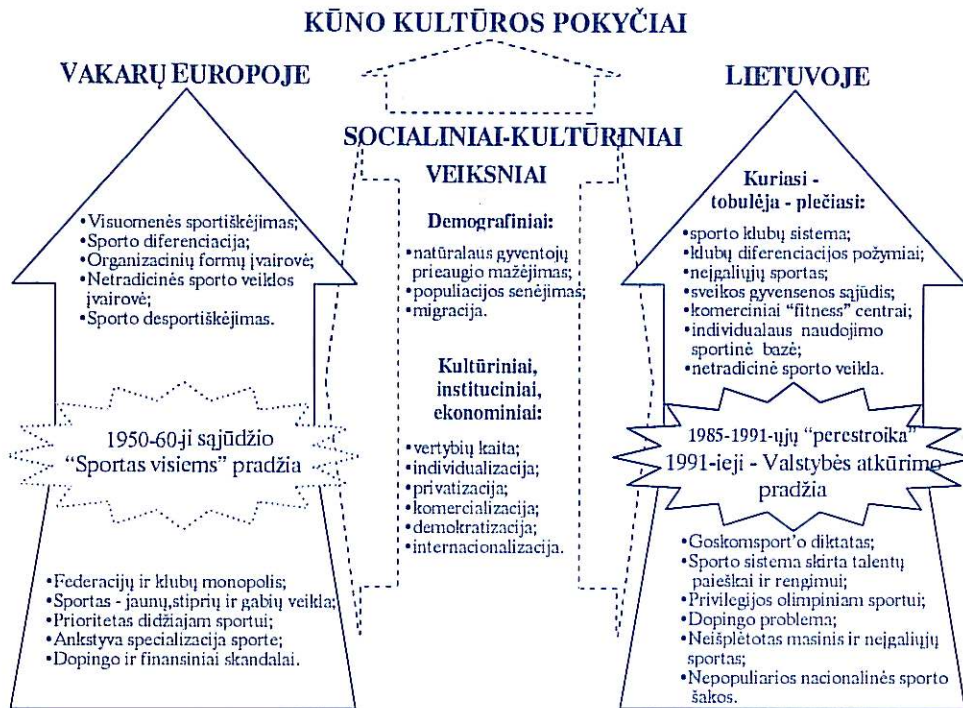 KŪNO KULTŪROS POKYČIAI
VAKARŲ EUROPOJE
•Visuomenės sportiškėjimas;
•Sporto diferenciacija;
•Organizacinių formų įvairovė;
•Netradicinės sporto veiklos
įvairovė;
•Sporto desportiškėjimas.
1950-60-ji sąjūdžio
“Sportas visiems” pradžia
•Federacijų ir klubų monopolis;
•Sportas - jaunų,stiprių ir gabių veikla;
•Prioritetas didžiajam sportui;
•Ankstyva specializacija sporte;
•Dopingo ir finansiniai skandalai.
SOCIALINIAI-KULTŪRINIAI
VEIKSNIAI
Demografiniai:
•natūralaus gyventojų
prieaugio mažėjimas;
•populiacijos senėjimas;
•migracija.
Kultūriniai,
instituciniai,
ekonominiai:
•vertybių kaita;
•individualizacija;
•privatizacija;
•komercializacija;
•demokratizacija;
•internacionalizacija.
LIETUVOJE
Kuriasi -
tobulėja - plečiasi:
•sporto klubų sistema;
•klubų diferenciacijos požymiai;
•neįgaliųjų sportas;
•sveikos gyvensenos sąjūdis;
•komerciniai “fitness” centrai;
•individualaus naudojimo
sportinė bazė;
•netradicinė sporto veikla.
1985-1991-ųjų “perestroika”
1991-ieji - Valstybės atkūrimo
pradžia
•Goskomsport’o diktatas;
•Sporto sistema skirta talentų
paieškai ir rengimui;
•Privilegijos olimpiniam sportui;
•Dopingo problema;
•Neišplėtotas masinis ir neįgaliųjų
sportas;
•Nepopuliarios nacionalinės sporto
šakos.